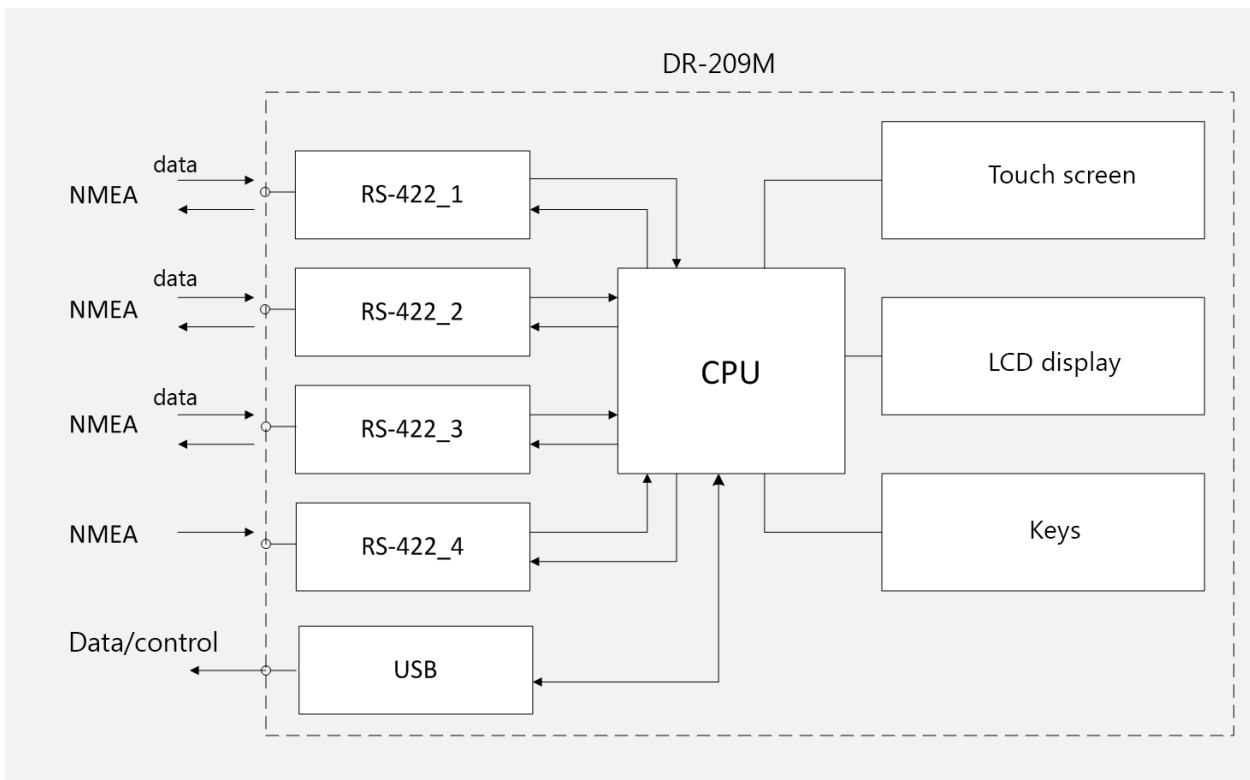 DR-209M
data
NMEA
RS-422_1
Touch screen
data
NMEA
RS-422_2
CPU
LCD display
data
NMEA
RS-422_3
NMEA
RS-422_4
Keys
Data/control
USB